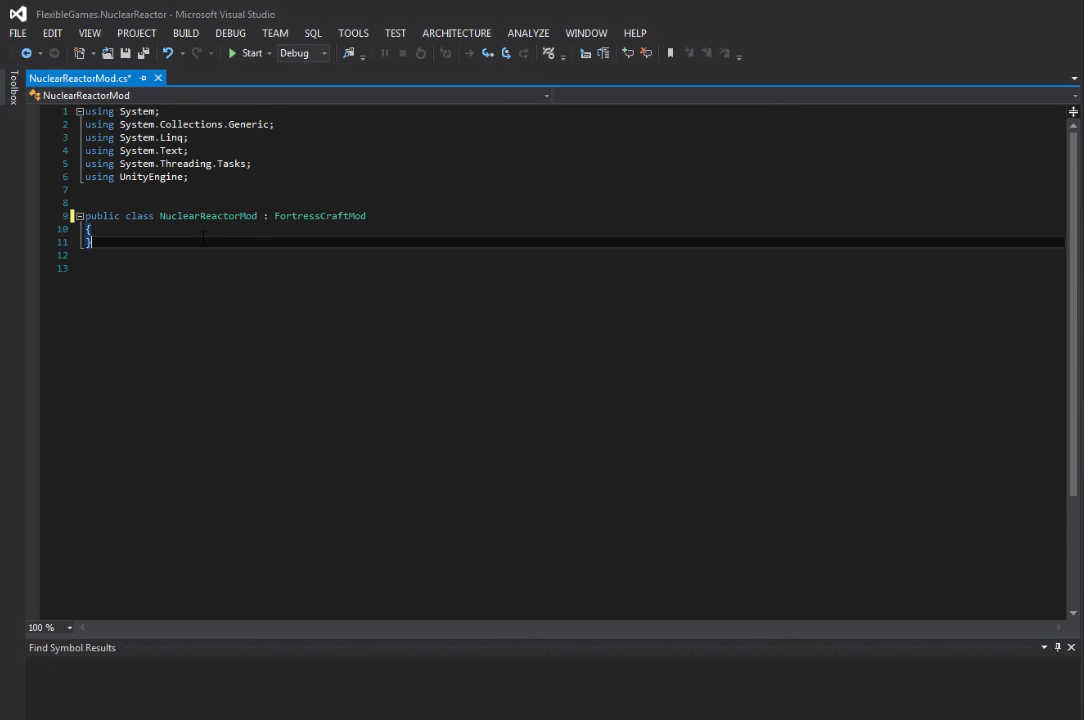 FlexibleGames.NuclearReactor - Microsoft Visual Studio
FILE EDIT VIEW PROJECT BUILD DEBUG TEAM SQL TOOLS TEST ARCHITECTURE ANALYZE WINDOW HELP
Start Debug
Toolbox
NuclearReactorMod.cs*
NuclearReactorMod
1 using System;
2 using System.Collections.Generic;
3 using System.Linq;
4 using System.Text;
5 using System.Threading.Tasks;
6 using UnityEngine;
7
8
9 public class NuclearReactorMod : FortressCraftMod
10 {
11 }
12
13
100 %
Find Symbol Results